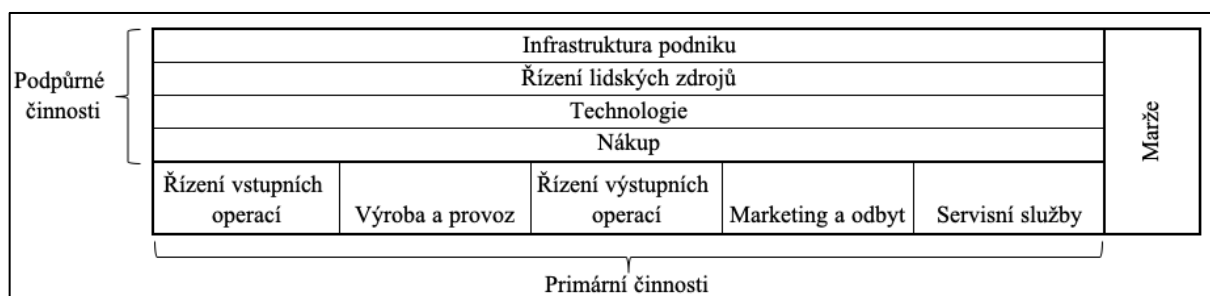 Podpůrné
činnosti
Infrastruktura podniku
Řízení lidských zdrojů
Technologie
Nákup
Řízení vstupních
operací
Výroba a provoz
Řízení výstupních
operací
Marketing a odbyt
Servisní služby
Marže
Primární činnosti